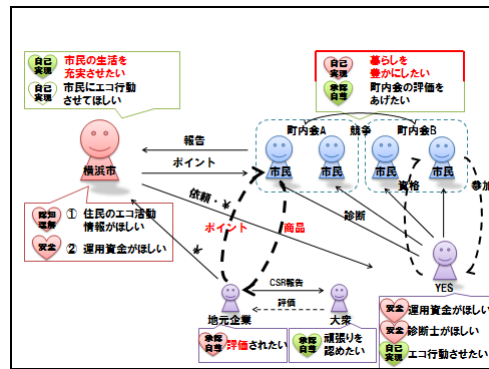 自己実現
市民の生活を
充実させたい
自己実現
市民にエコ行動
させてほしい
自己実現
暮らしを
豊かにしたい
承認自尊
町内会の評価を
あげたい
町内会A
競争
町内会B
報告
ポイント
横浜市
市民
市民
市民
市民
資格
参加
依頼・¥
診断
認知理解
① 住民のエコ活動
情報がほしい
安全
② 運用資金がほしい
¥
ポイント
商品
YES
CSR報告
評価
地元企業
大衆
承認自尊
評価されたい
承認自尊
頑張りを
認めたい
安全
運用資金がほしい
安全
診断士がほしい
自己実現
エコ行動させたい